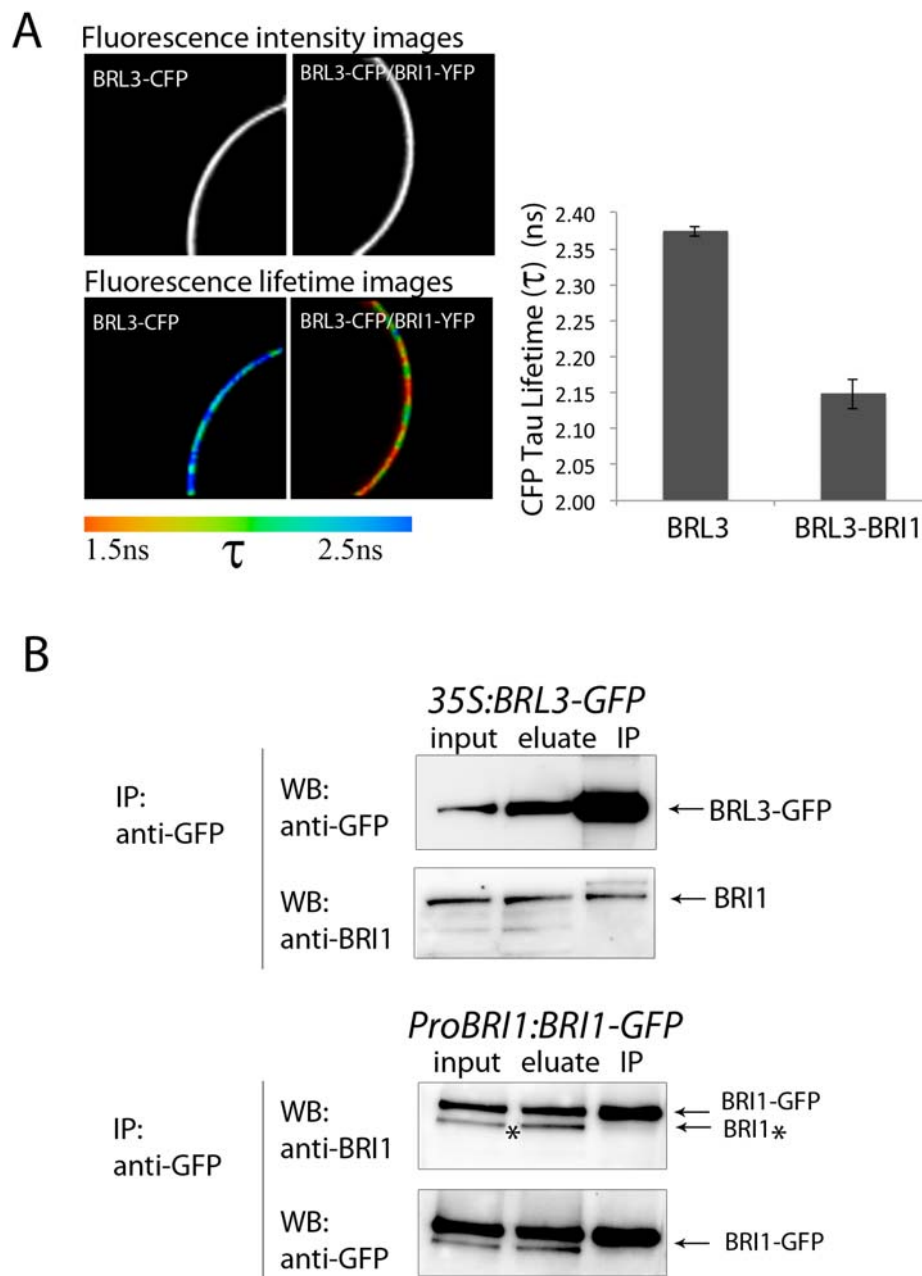 A
Fluorescence intensity images
BRL3-CFP
BRL3-CFP/BRI1-YFP
Fluorescence lifetime images
BRL3-CFP
BRL3-CFP/BRI1-YFP
1.5ns τ 2.5ns
CFP Tau Lifetime (τ) (ns)
2.40
2.35
2.30
2.25
2.20
2.15
2.10
2.05
2.00
BRL3 BRL3-BRI1
B
35S:BRL3-GFP
input eluate IP
IP:
anti-GFP
WB:
anti-GFP
BRL3-GFP
WB:
anti-BRI1
BRI1
ProBRI1:BRI1-GFP
input eluate IP
IP:
anti-GFP
WB:
anti-BRI1
*
BRI1-GFP
BRI1*
WB:
anti-GFP
BRI1-GFP